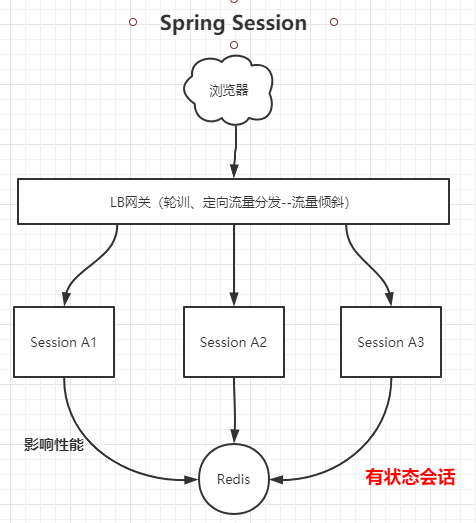 Spring Session
浏览器
LB网关（轮训、定向流量分发--流量倾斜）
Session A1
Session A2
Session A3
影响性能
Redis
有状态会话